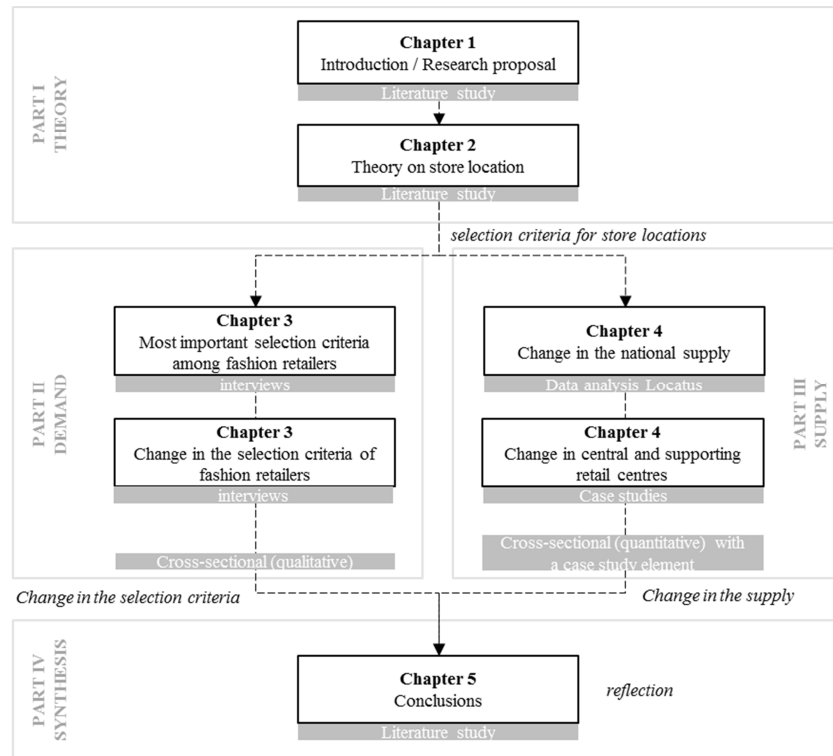 PART I
THEORY
Chapter 1
Introduction / Research proposal
Literature study
Chapter 2
Theory on store location
Literature study
selection criteria for store locations
PART II
DEMAND
Chapter 3
Most important selection criteria
among fashion retailers
interviews
Chapter 3
Change in the selection criteria of
fashion retailers
interviews
Cross-sectional (qualitative)
Chapter 4
Change in the national supply
Data analysis Locatus
Chapter 4
Change in central and supporting
retail centres
Case studies
Cross-sectional (quantitative) with
a case study element
PART III
SUPPLY
Change in the selection criteria
Change in the supply
PART IV
SYNTHESIS
Chapter 5
Conclusions
Literature study
reflection